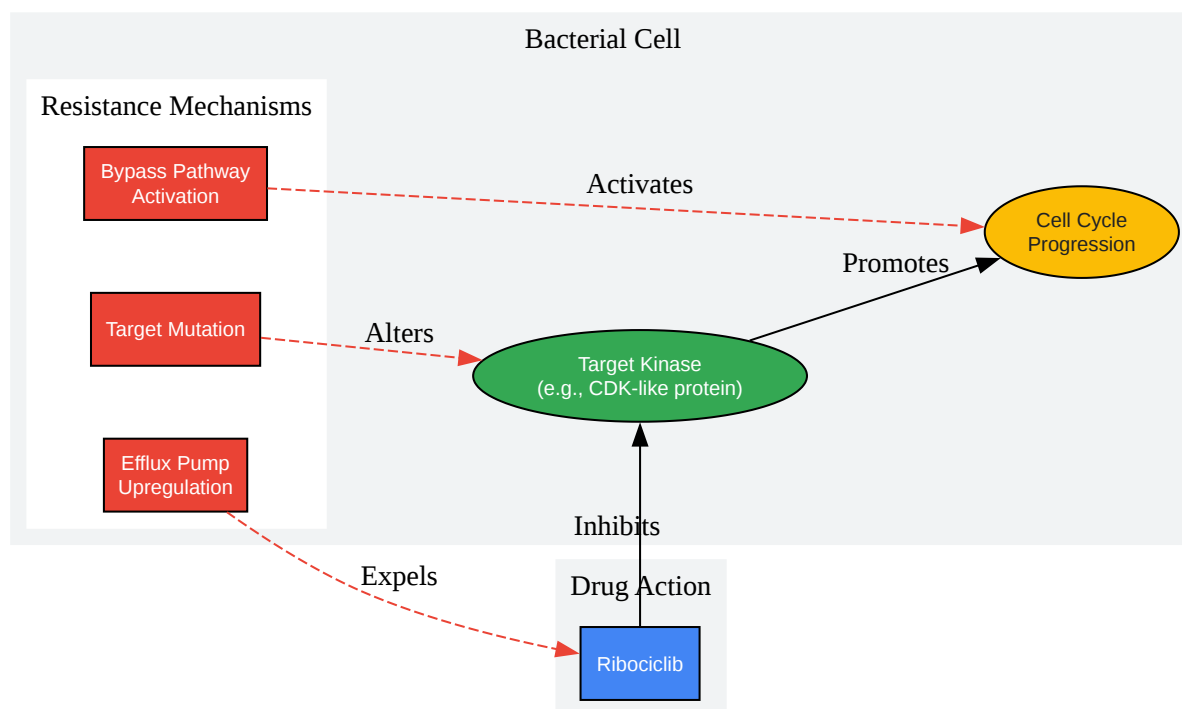 Bacterial Cell
Resistance Mechanisms
Bypass Pathway
Activation
Activates
Cell Cycle
Progression
Promotes
Target Mutation
Alters
Target Kinase
(e.g., CDK-like protein)
Efflux Pump
Upregulation
Inhibits
Expels
Drug Action
Ribociclib